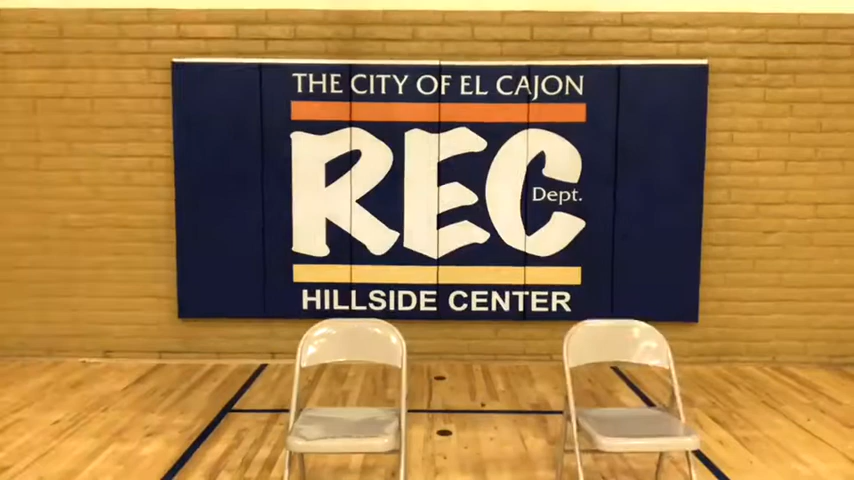 THE CITY OF EL CAJON
REC
Dept.
HILLSIDE CENTER